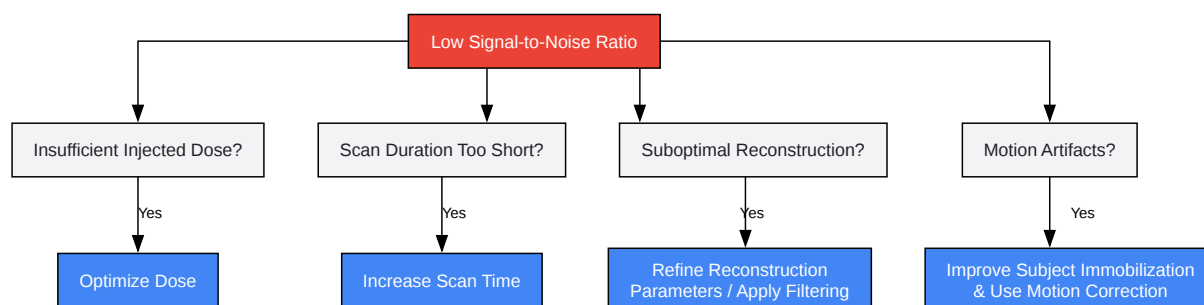 Low Signal-to-Noise Ratio
Insufficient Injected Dose?
Scan Duration Too Short?
Suboptimal Reconstruction?
Motion Artifacts?
Yes
Yes
Yes
Yes
Optimize Dose
Increase Scan Time
Refine Reconstruction
Parameters / Apply Filtering
Improve Subject Immobilization
& Use Motion Correction